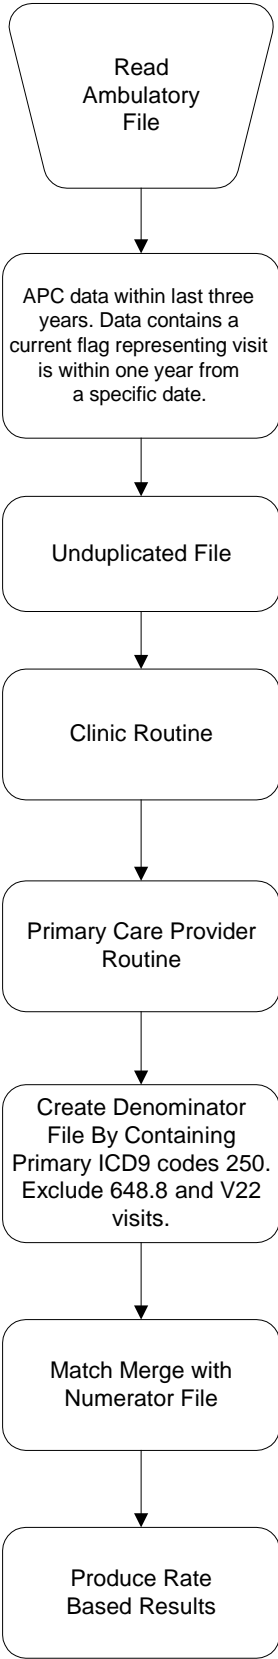 Read
Ambulatory
File
APC data within last three
years. Data contains a
current flag representing visit
is within one year from
a specific date.
Unduplicated File
Clinic Routine
Primary Care Provider
Routine
Create Denominator
File By Containing
Primary ICD9 codes 250.
Exclude 648.8 and V22
visits.
Match Merge with
Numerator File
Produce Rate
Based Results